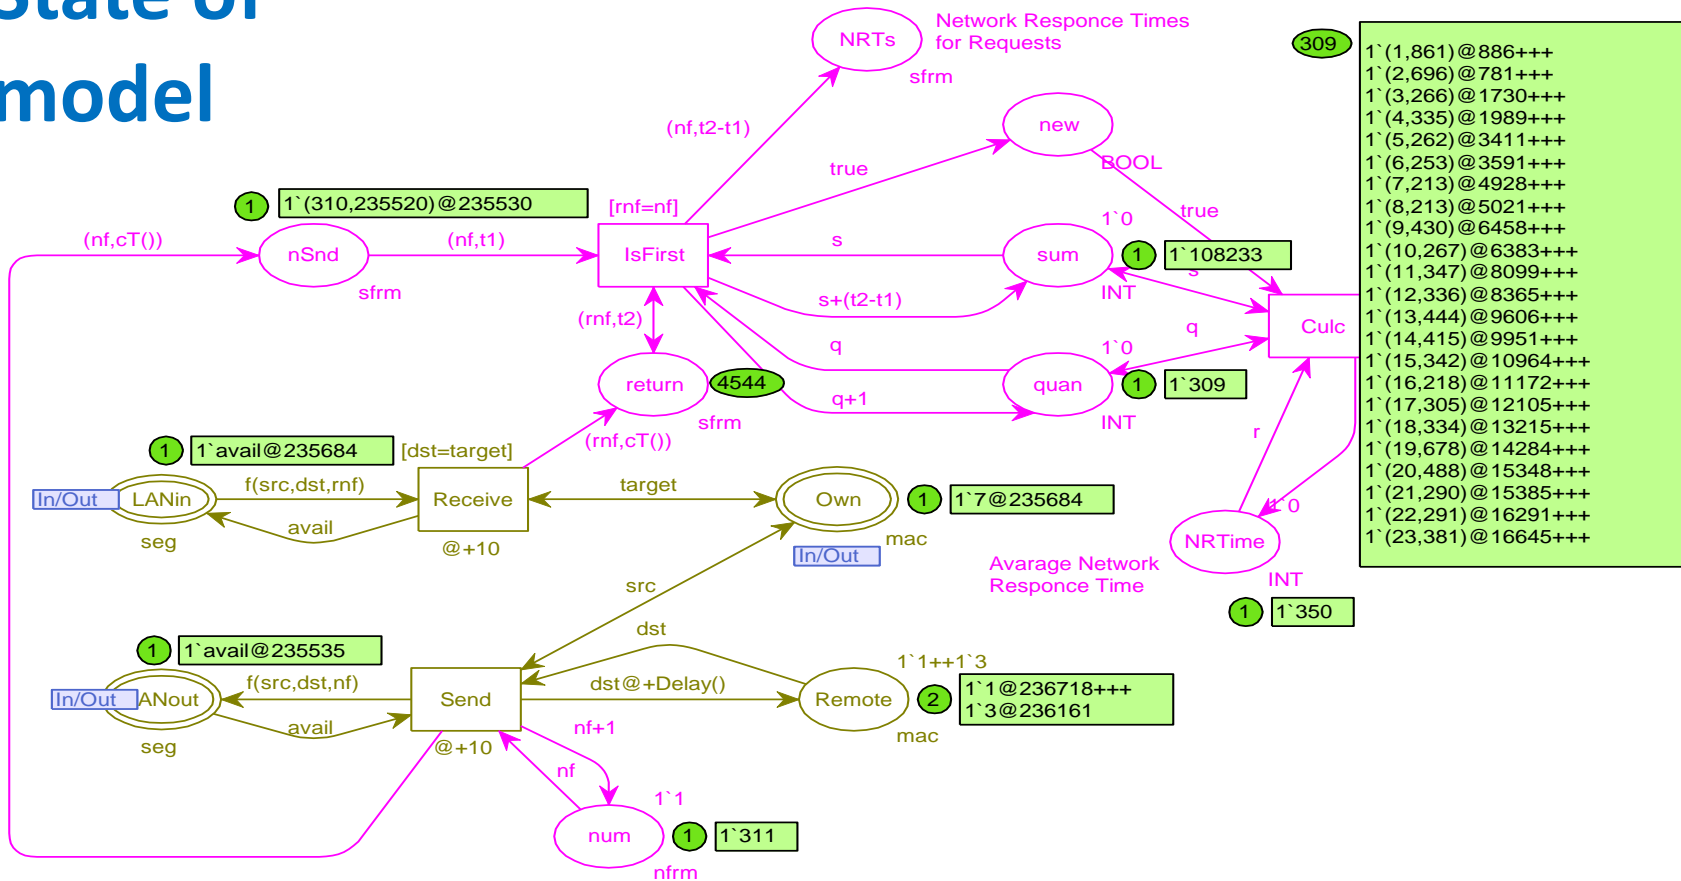 State of
model
NRTs
Network Responce Times
for Requests
sfrm
309
1`(1,861)@886+++
1`(2,696)@781+++
1`(3,266)@1730+++
1`(4,335)@1989+++
1`(5,262)@3411+++
1`(6,253)@3591+++
1`(7,213)@4928+++
1`(8,213)@5021+++
1`(9,430)@6458+++
1`(10,267)@6383+++
1`(11,347)@8099+++
1`(12,336)@8365+++
1`(13,444)@9606+++
1`(14,415)@9951+++
1`(15,342)@10964+++
1`(16,218)@11172+++
1`(17,305)@12105+++
1`(18,334)@13215+++
1`(19,678)@14284+++
1`(20,488)@15348+++
1`(21,290)@15385+++
1`(22,291)@16291+++
1`(23,381)@16645+++
(nf,t2-t1)
new
BOOL
true
true
1
1`(310,235520)@235530
[rnf=nf]
(nf,cT())
nSnd
sfrm
(nf,t1)
IsFirst
s
1`0
sum
1
1`108233
s
INT
s+(t2-t1)
(rnf,t2)
q
1`0
q
Culc
return
4544
sfrm
quan
1
1`309
INT
q+1
(rnf,cT())
r
1
1`avail@235684
[dst=target]
In/Out
LANin
f(src,dst,rnf)
avail
seg
Receive
@+10
target
Own
1
1`7@235684
mac
In/Out
1`0
NRTime
Avarage Network
Responce Time
INT
1
1`350
src
dst
1
1`avail@235535
In/Out
ANout
f(src,dst,nf)
avail
seg
Send
@+10
dst@+Delay()
1`1++1`3
Remote
2
1`1@236718+++
1`3@236161
mac
nf+1
nf
1`1
num
1
1`311
nfrm